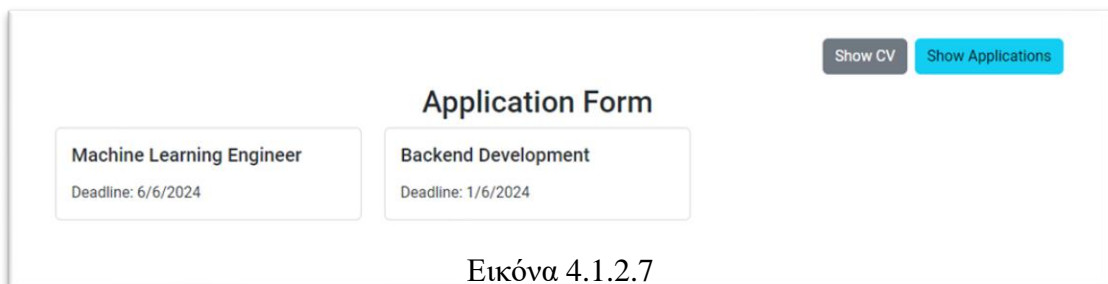 Show CV Show Applications
Application Form
Machine Learning Engineer
Deadline: 6/6/2024
Backend Development
Deadline: 1/6/2024
Εικόνα 4.1.2.7